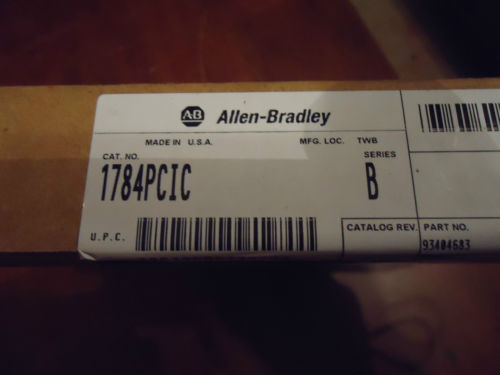 AB Allen-Bradley
MADE IN U.S.A. MFG. LOC. TWB
CAT. NO. SERIES
1784PCIC B
U.P.C. CATALOG REV. PART NO.
93404683